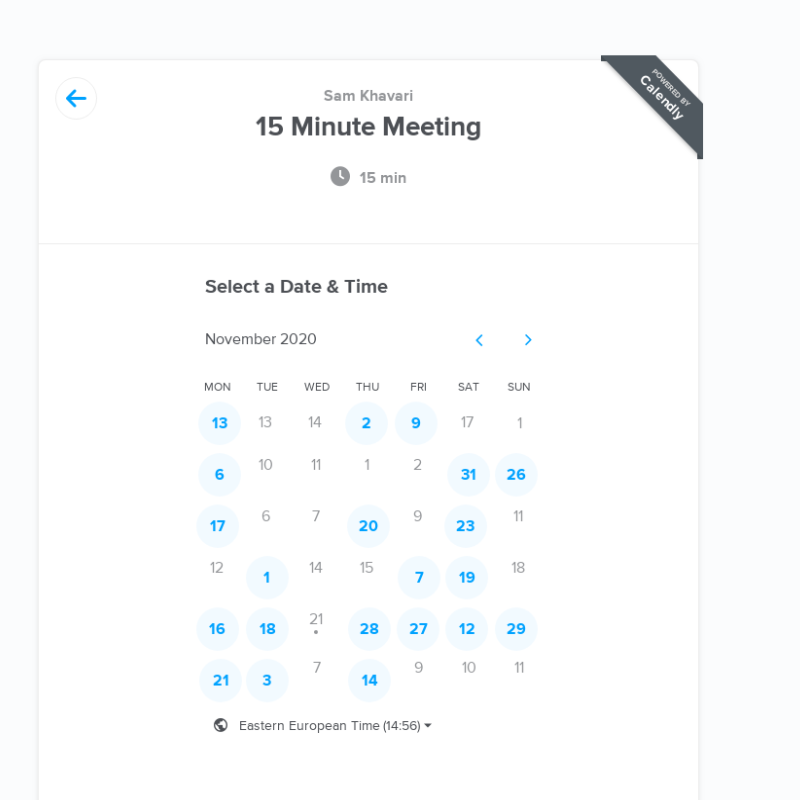 POWERED BY
Calendly
Sam Khavari
15 Minute Meeting
15 min
Select a Date & Time
November 2020
MON TUE WED THU FRI SAT SUN
13 13 14 2 9 17 1
6 10 11 1 2 31 26
17 6 7 20 9 23 11
12 1 14 15 7 19 18
16 18 21 28 27 12 29
21 3 7 14 9 10 11
Eastern European Time (14:56)